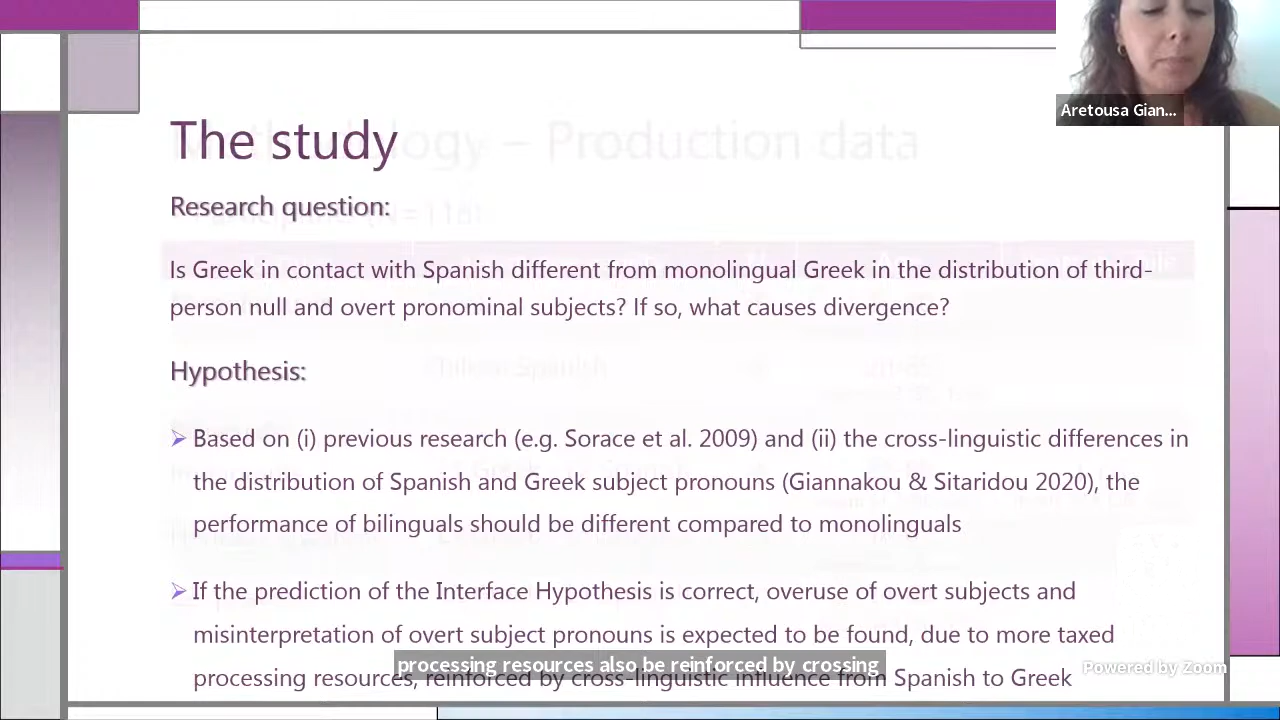 Aretousa Gian...
The study
Methodology – Production data
Research question:
Is Greek in contact with Spanish different from monolingual Greek in the distribution of third-
person null and overt pronominal subjects? If so, what causes divergence?
Hypothesis:
➢ Based on (i) previous research (e.g. Sorace et al. 2009) and (ii) the cross-linguistic differences in
the distribution of Spanish and Greek subject pronouns (Giannakou & Sitaridou 2020), the
performance of bilinguals should be different compared to monolinguals
➢ If the prediction of the Interface Hypothesis is correct, overuse of overt subjects and
misinterpretation of overt subject pronouns is expected to be found, due to more taxed
processing resources also be reinforced by crossing
Powered by Zoom
processing resources, reinforced by cross-linguistic influence from Spanish to Greek